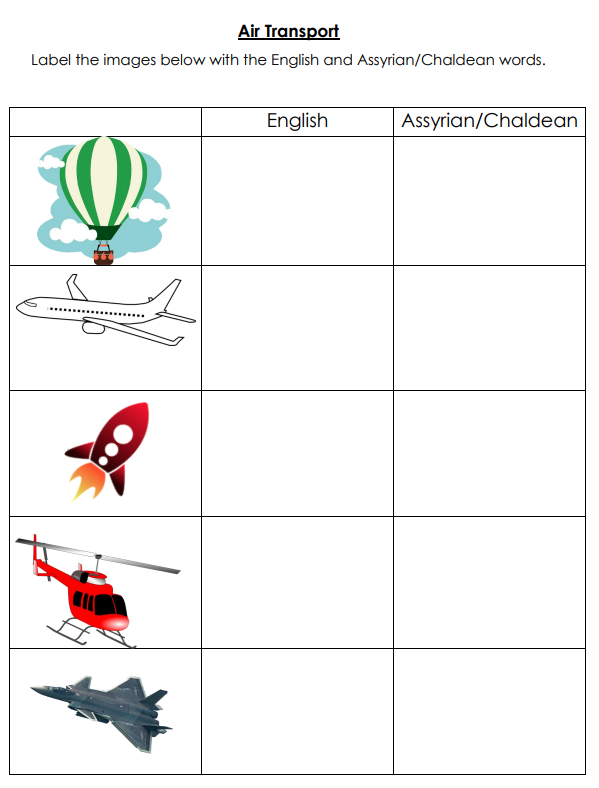 Air Transport
Label the images below with the English and Assyrian/Chaldean words.
English Assyrian/Chaldean